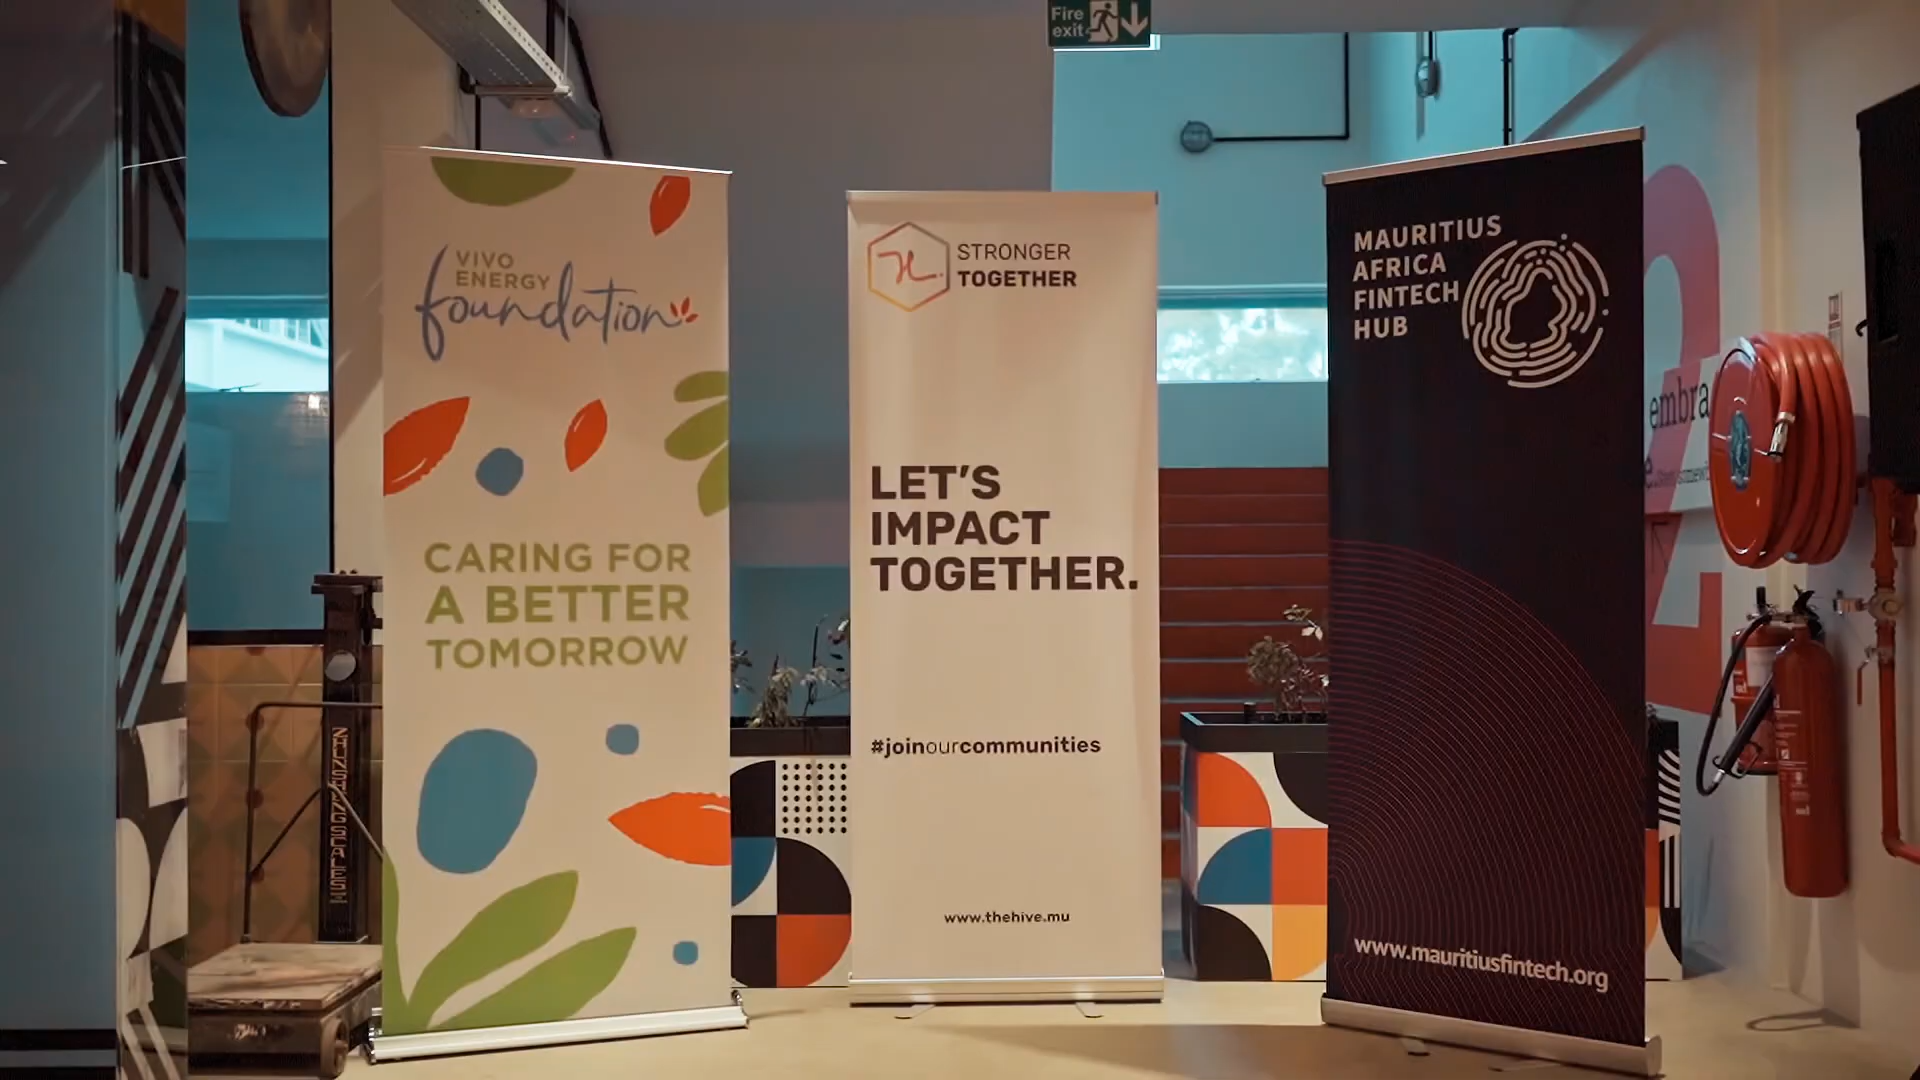 Fire
exit
VIVO
ENERGY
foundation
CARING FOR
A BETTER
TOMORROW
STRONGER
TOGETHER
LET'S
IMPACT
TOGETHER.
#joinourcommunities
www.thehive.mu
MAURITIUS
AFRICA
FINTECH
HUB
www.mauritiusfintech.org
embra